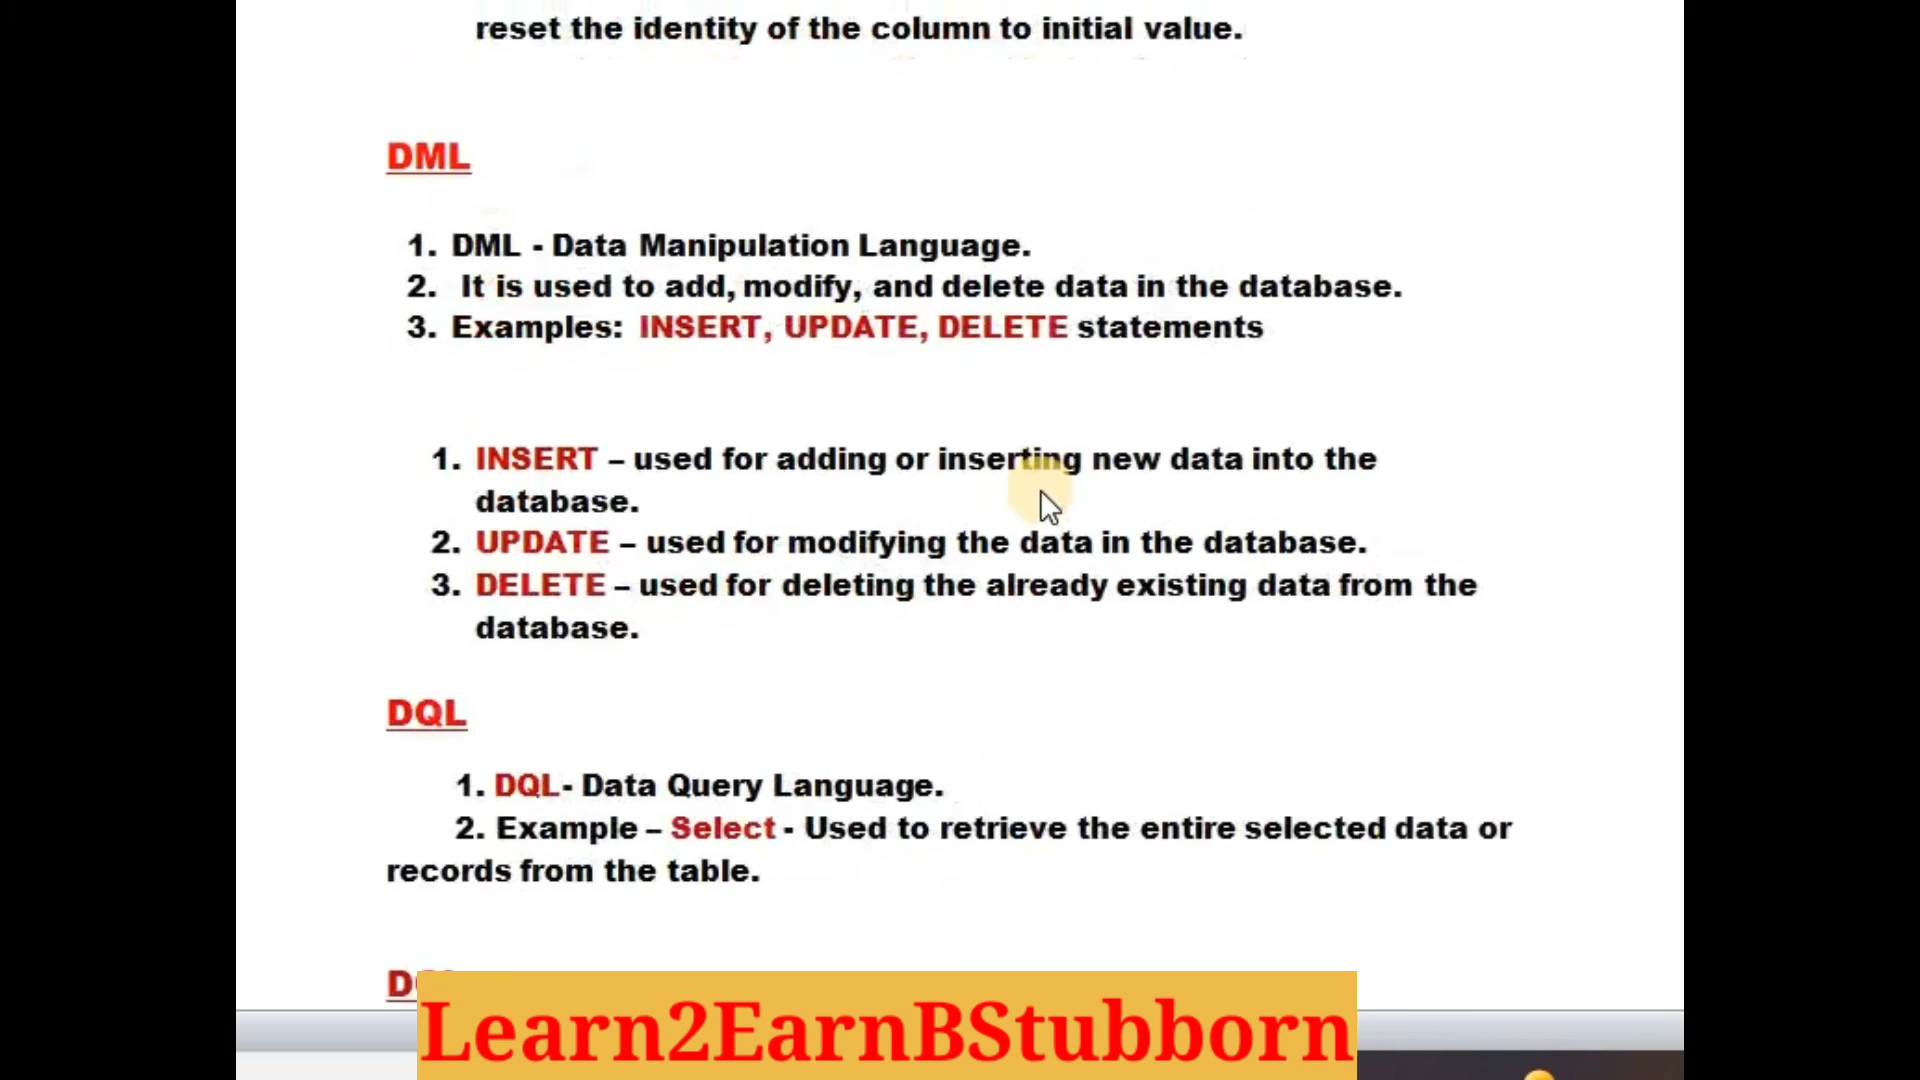 reset the identity of the column to initial value.
DML
1. DML - Data Manipulation Language.
2. It is used to add, modify, and delete data in the database.
3. Examples: INSERT, UPDATE, DELETE statements
1. INSERT – used for adding or inserting new data into the
database.
2. UPDATE – used for modifying the data in the database.
3. DELETE – used for deleting the already existing data from the
database.
DQL
1. DQL- Data Query Language.
2. Example – Select - Used to retrieve the entire selected data or
records from the table.
Learn2EarnBStubborn